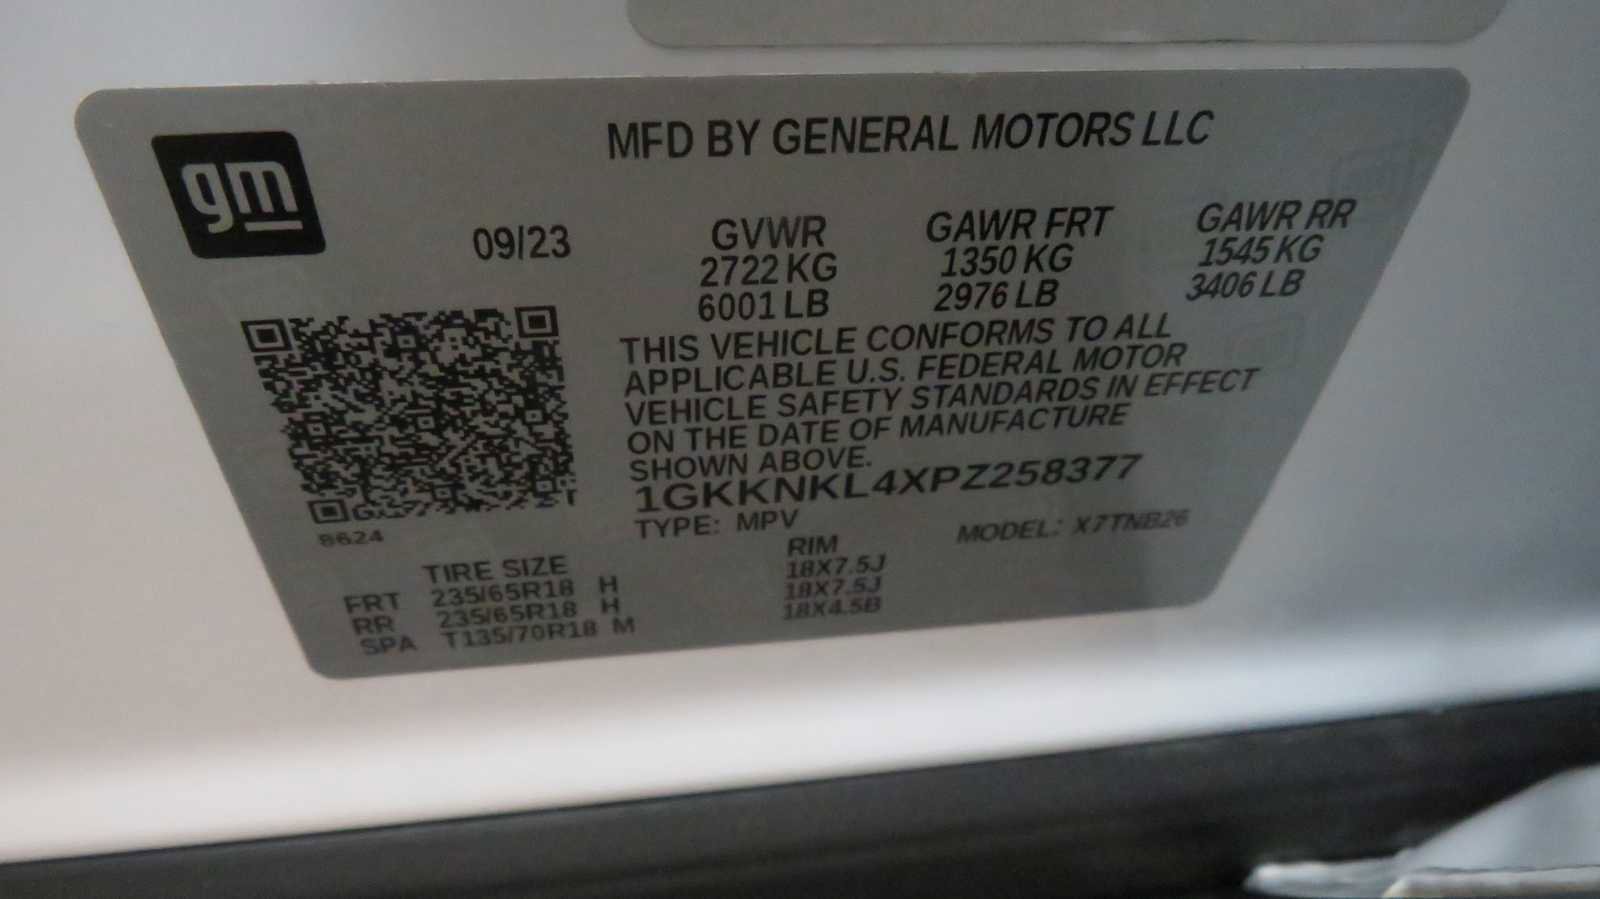 gm
MFD BY GENERAL MOTORS LLC
09/23
GVWR GAWR FRT GAWR RR
2722 KG 1350 KG 1545 KG
6001 LB 2976 LB 3406 LB
THIS VEHICLE CONFORMS TO ALL
APPLICABLE U.S. FEDERAL MOTOR
VEHICLE SAFETY STANDARDS IN EFFECT
ON THE DATE OF MANUFACTURE
SHOWN ABOVE.
1GKKNKL4XPZ258377
TYPE: MPV MODEL: X7TNB26
8624
TIRE SIZE RIM
FRT 235/65R18 H 18X7.5J
RR 235/65R18 H 18X7.5J
SPA T135/70R18 M 18X4.5B